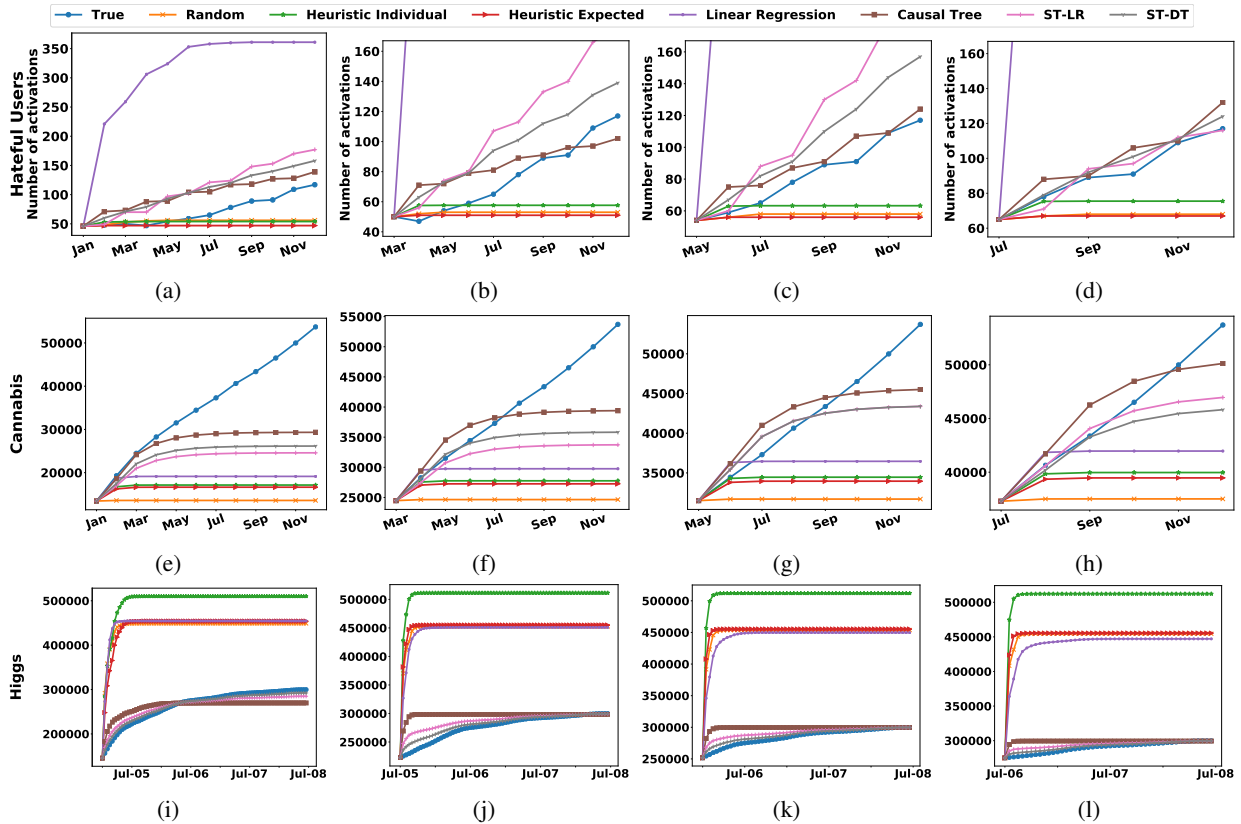 True Random Heuristic Individual Heuristic Expected Linear Regression Causal Tree ST-LR ST-DT
Hateful Users
Number of activations
350
300
250
200
150
100
50
Jan Mar May Jul Sep Nov
(a)
Number of activations
160
140
120
100
80
60
40
Mar May Jul Sep Nov
(b)
Number of activations
160
140
120
100
80
60
May Jul Sep Nov
(c)
Number of activations
160
140
120
100
80
60
Jul Sep Nov
(d)
Cannabis
50000
40000
30000
20000
Jan Mar May Jul Sep Nov
(e)
55000
50000
45000
40000
35000
30000
25000
Mar May Jul Sep Nov
(f)
50000
45000
40000
35000
May Jul Sep Nov
(g)
50000
45000
40000
Jul Sep Nov
(h)
Higgs
500000
400000
300000
200000
Jul-05 Jul-06 Jul-07 Jul-08
(i)
500000
450000
400000
350000
300000
250000
Jul-05 Jul-06 Jul-07 Jul-08
(j)
500000
450000
400000
350000
300000
250000
Jul-06 Jul-07 Jul-08
(k)
500000
450000
400000
350000
300000
Jul-06 Jul-07 Jul-08
(l)